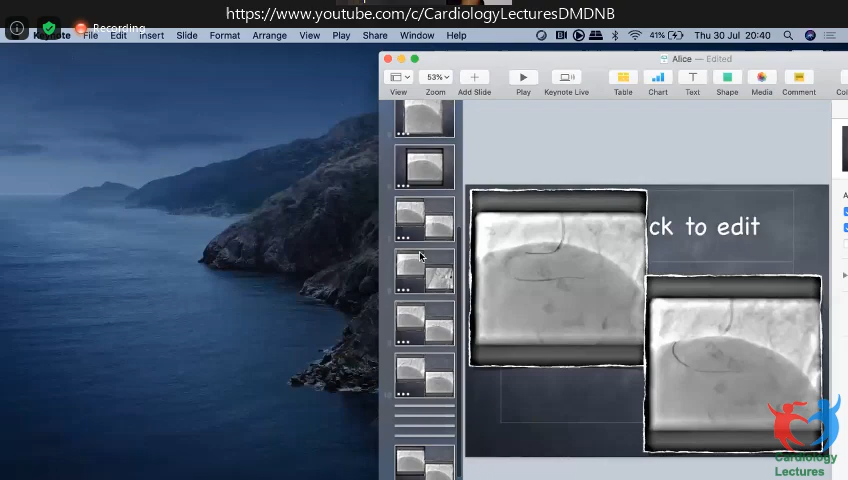 https://www.youtube.com/c/CardiologyLecturesDMDNB
Recording
Keynote File Edit Insert Slide Format Arrange View Play Share Window Help 41% Thu 30 Jul 20:40
Alice — Edited
53%
View Zoom Add Slide Play Keynote Live Table Chart Text Shape Media Comment
ck to edit
10
Cardiology
Lectures